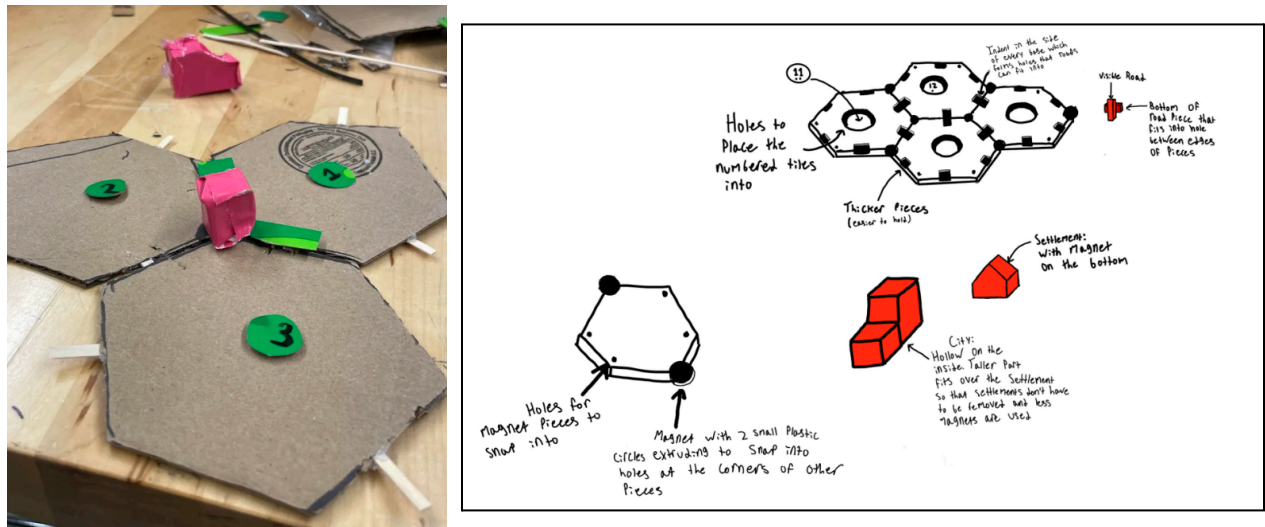 2
1
3
11
12
Indent in the side
of every base which
forms holes that roads
can fit into
Visible Road
Bottom of
road piece that
fits into hole
between edges
of pieces
Holes to
Place the
numbered tiles
into
Thicker Pieces
(easier to hold)
Settlement:
with Magnet
on the bottom
City:
Hollow on the
inside. Taller Part
fits over the Settlement
so that settlements don't have
to be removed and less
magnets are used
Holes for
Magnet Pieces to
snap into
Magnet with 2 small Plastic
circles extruding to snap into
holes at the corners of other
Pieces